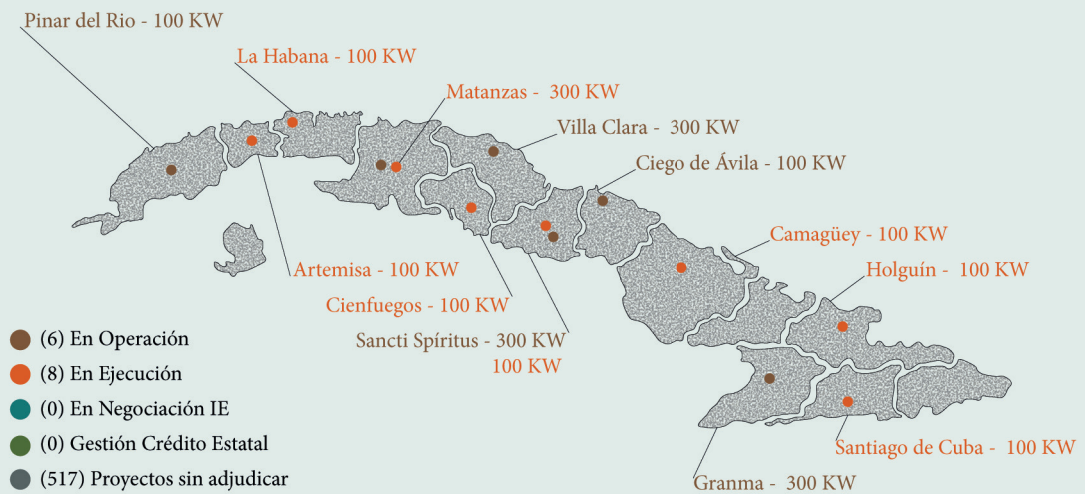 Pinar del Rio - 100 KW
La Habana - 100 KW
Matanzas - 300 KW
Villa Clara - 300 KW
Ciego de Ávila - 100 KW
Camagüey - 100 KW
Holguín - 100 KW
Artemisa - 100 KW
Cienfuegos - 100 KW
Sancti Spíritus - 300 KW
100 KW
Santiago de Cuba - 100 KW
Granma - 300 KW
(6) En Operación
(8) En Ejecución
(0) En Negociación IE
(0) Gestión Crédito Estatal
(517) Proyectos sin adjudicar